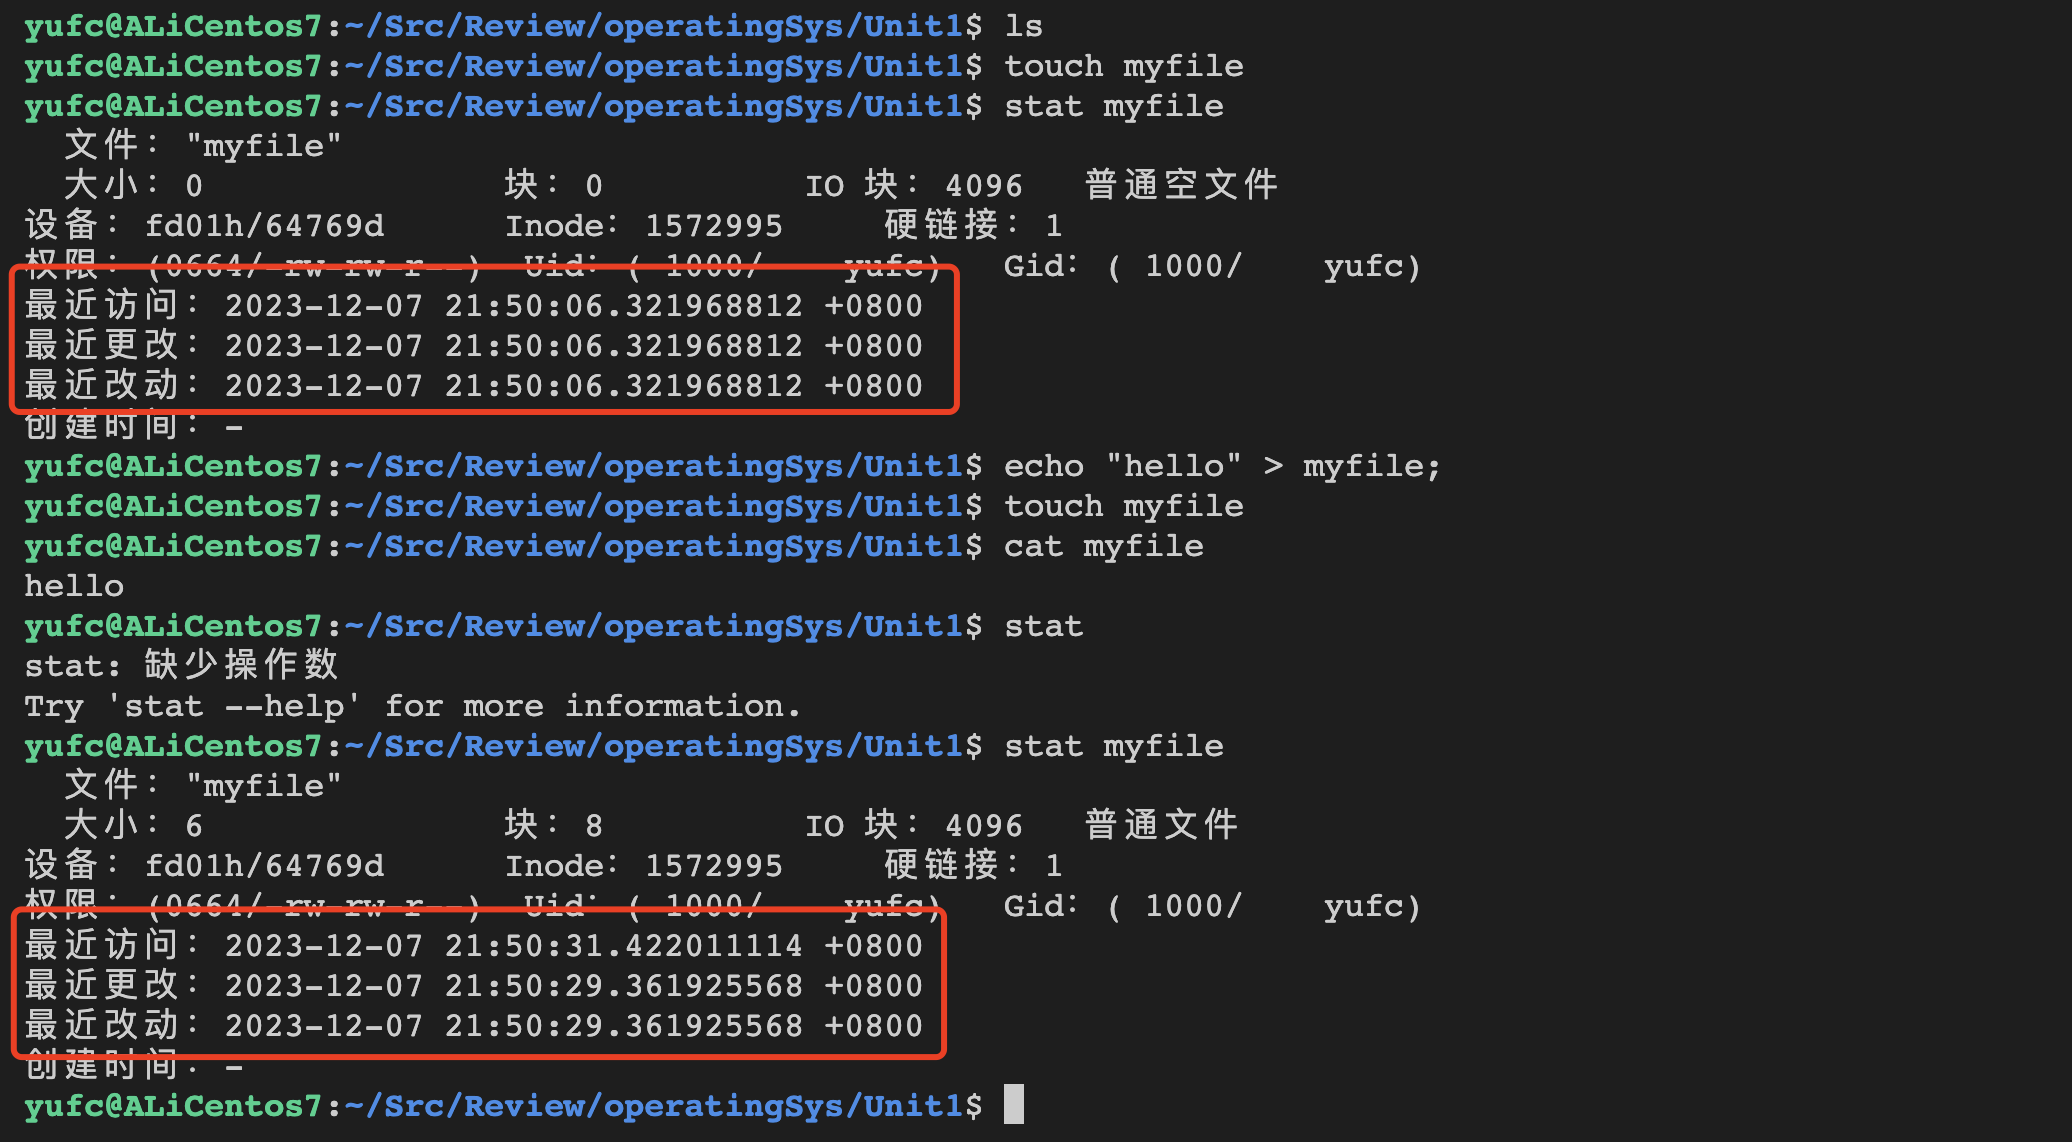 yufc@ALiCentos7:~/Src/Review/operatingSys/Unit1$ ls
yufc@ALiCentos7:~/Src/Review/operatingSys/Unit1$ touch myfile
yufc@ALiCentos7:~/Src/Review/operatingSys/Unit1$ stat myfile
  文件："myfile"
  大小：0               块：0          IO 块：4096   普通空文件
设备：fd01h/64769d      Inode：1572995     硬链接：1
权限：(0664/-rw-rw-r--)  Uid：( 1000/    yufc)   Gid：( 1000/    yufc)
最近访问：2023-12-07 21:50:06.321968812 +0800
最近更改：2023-12-07 21:50:06.321968812 +0800
最近改动：2023-12-07 21:50:06.321968812 +0800
创建时间：-
yufc@ALiCentos7:~/Src/Review/operatingSys/Unit1$ echo "hello" > myfile;
yufc@ALiCentos7:~/Src/Review/operatingSys/Unit1$ touch myfile
yufc@ALiCentos7:~/Src/Review/operatingSys/Unit1$ cat myfile
hello
yufc@ALiCentos7:~/Src/Review/operatingSys/Unit1$ stat
stat: 缺少操作数
Try 'stat --help' for more information.
yufc@ALiCentos7:~/Src/Review/operatingSys/Unit1$ stat myfile
  文件："myfile"
  大小：6               块：8          IO 块：4096   普通文件
设备：fd01h/64769d      Inode：1572995     硬链接：1
权限：(0664/-rw-rw-r--)  Uid：( 1000/    yufc)   Gid：( 1000/    yufc)
最近访问：2023-12-07 21:50:31.422011114 +0800
最近更改：2023-12-07 21:50:29.361925568 +0800
最近改动：2023-12-07 21:50:29.361925568 +0800
创建时间：-
yufc@ALiCentos7:~/Src/Review/operatingSys/Unit1$